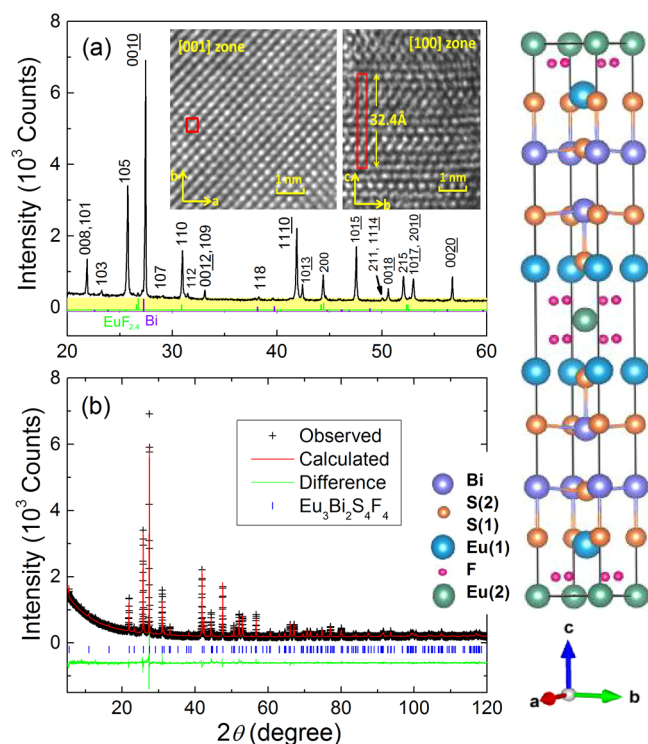 (a)
[001] zone
[100] zone
32.4Å
1 nm
1 nm
b
a
c
b
Intensity (10³ Counts)
8
6
4
2
0
008,101
103
105
0010
107
110
112
0012,109
118
1110
1013
200
1015
211, 1114
0018
215
1017, 2010
0020
EuF2.4
Bi
20 30 40 50 60
(b)
Intensity (10³ Counts)
8
6
4
2
0
Observed
Calculated
Difference
Eu₃Bi₂S₄F₄
20 40 60 80 100 120
2θ (degree)
Bi
S(2)
S(1)
Eu(1)
F
Eu(2)
c
a
b